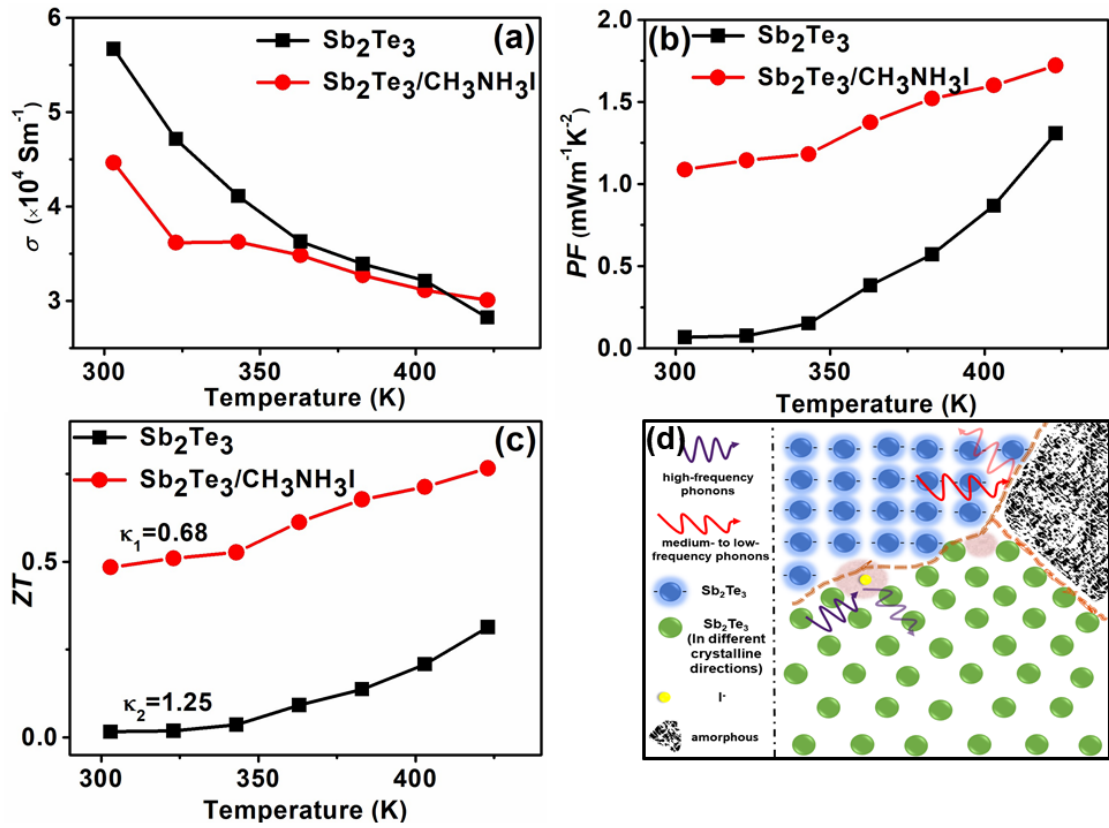 (a)
Sb2Te3
Sb2Te3/CH3NH3I
σ (×10^4 Sm^-1)
6
5
4
3
300
350
400
Temperature (K)
(b)
Sb2Te3
Sb2Te3/CH3NH3I
PF (mWm^-1K^-2)
2.0
1.5
1.0
0.5
0.0
300
350
400
Temperature (K)
(c)
Sb2Te3
Sb2Te3/CH3NH3I
κ1=0.68
κ2=1.25
ZT
0.5
0.0
300
350
400
Temperature (K)
(d)
high-frequency
phonons
medium- to low-
frequency phonons
Sb2Te3
Sb2Te3
(In different
crystalline
directions)
I-
amorphous